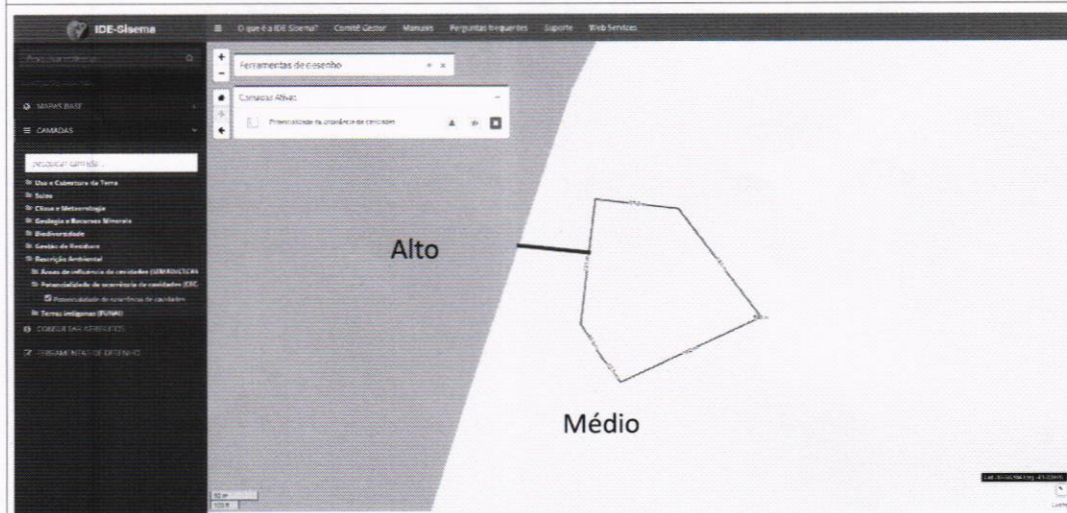 IDE-Sisema
O que é a IDE-Sisema? Comitê Gestor Manuais Perguntas frequentes Suporte Web Services
Ferramentas de desenho
Camadas Ativas
Potencialidade de ocorrência de cavidades
MAPAS BASE
CAMADAS
pesquisar camada...
Uso e Cobertura da Terra
Solos
Clima e Meteorologia
Geologia e Recursos Minerais
Biodiversidade
Gestão de Resíduos
Restrição Ambiental
Áreas de influência de cavidades
Potencialidade de ocorrência de cavidades (CEC
Potencialidade de ocorrência de cavidades
Terras indígenas (FUNAI)
CONSULTAR ATRIBUTOS
FERRAMENTAS DE DESENHO
Alto
Médio